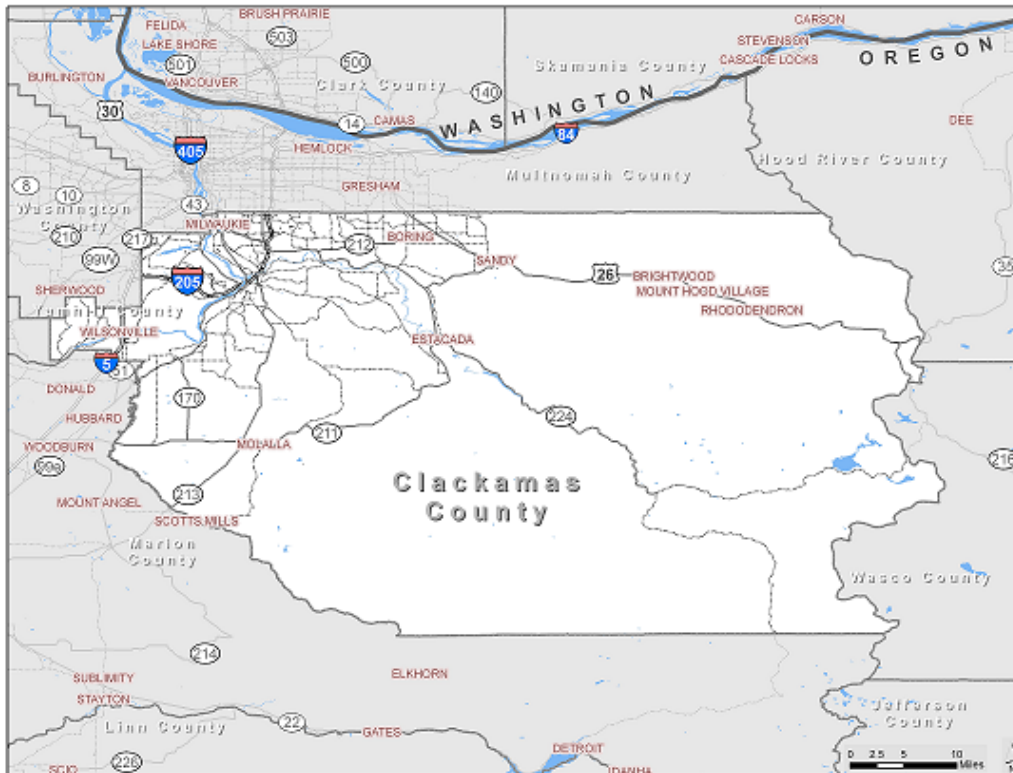 BRUSH PRAIRIE
FELIDA
503
LAKE SHORE
501
500
BURLINGTON
VANCOUVER
Clark County
140
30
14
CAMAS
WASHINGTON
OREGON
CARSON
STEVENSON
CASCADE LOCKS
Skamania County
84
405
HEMLOCK
DEE
Hood River County
Multnomah County
GRESHAM
8
10
43
Washington
County
210
217
99W
MILWAUKIE
212
BORING
SANDY
26
BRIGHTWOOD
MOUNT HOOD VILLAGE
RHODODENDRON
35
205
SHERWOOD
Yamhill County
WILSONVILLE
5
51
ESTACADA
DONALD
170
HUBBARD
211
224
WOODBURN
MOLALLA
99e
216
Clackamas
County
213
MOUNT ANGEL
SCOTTS MILLS
Marion
County
Wasco County
214
ELKHORN
SUBLIMITY
STAYTON
Linn County
22
GATES
Jefferson
County
DETROIT
226
SCIO
IDANHA
0 2.5 5 10
Miles